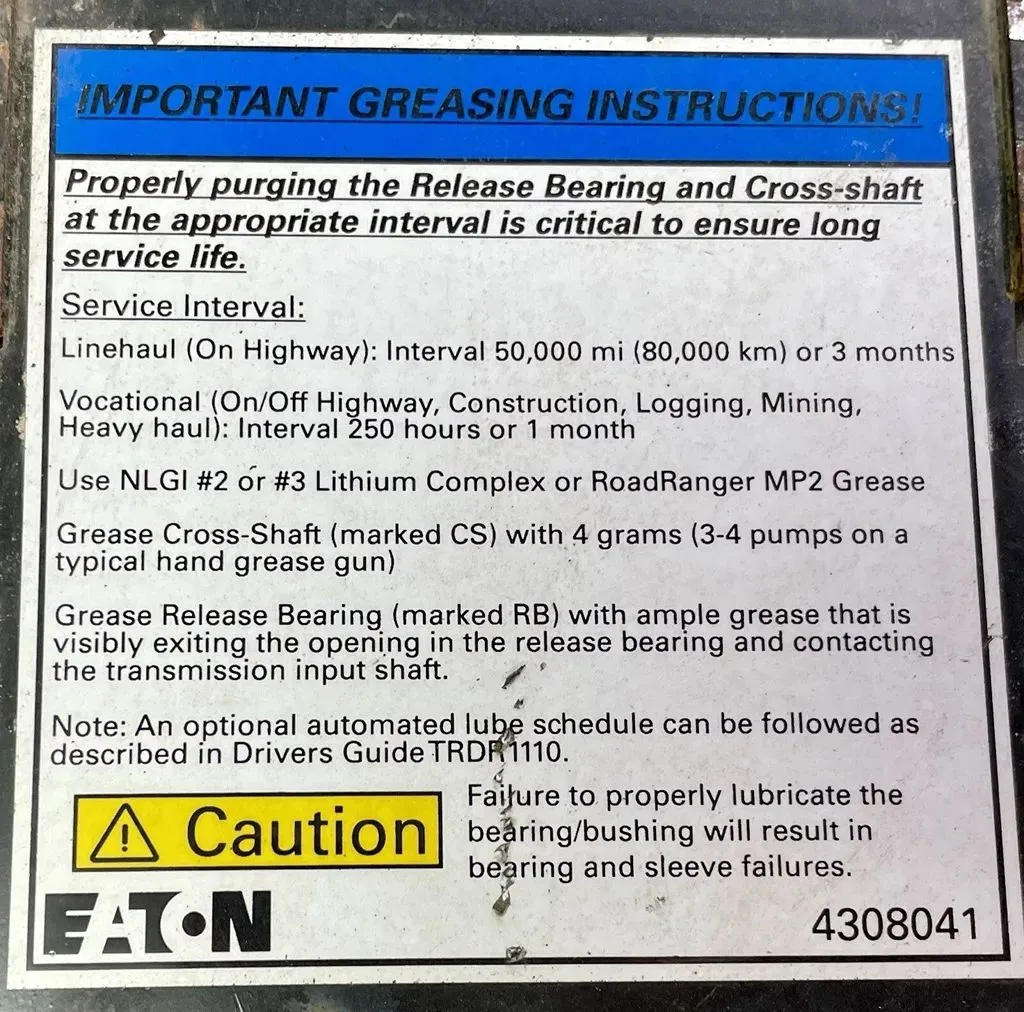 IMPORTANT GREASING INSTRUCTIONS!
Properly purging the Release Bearing and Cross-shaft
at the appropriate interval is critical to ensure long
service life.
Service Interval:
Linehaul (On Highway): Interval 50,000 mi (80,000 km) or 3 months
Vocational (On/Off Highway, Construction, Logging, Mining,
Heavy haul): Interval 250 hours or 1 month
Use NLGI #2 or #3 Lithium Complex or RoadRanger MP2 Grease
Grease Cross-Shaft (marked CS) with 4 grams (3-4 pumps on a
typical hand grease gun)
Grease Release Bearing (marked RB) with ample grease that is
visibly exiting the opening in the release bearing and contacting
the transmission input shaft.
Note: An optional automated lube schedule can be followed as
described in Drivers Guide TRDR1110.
Caution
Failure to properly lubricate the
bearing/bushing will result in
bearing and sleeve failures.
EATON
4308041